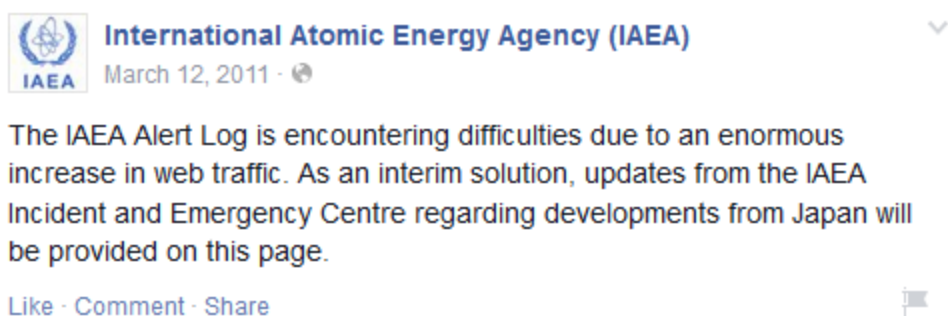 IAEA
International Atomic Energy Agency (IAEA)
March 12, 2011 ·
The IAEA Alert Log is encountering difficulties due to an enormous
increase in web traffic. As an interim solution, updates from the IAEA
Incident and Emergency Centre regarding developments from Japan will
be provided on this page.
Like · Comment · Share